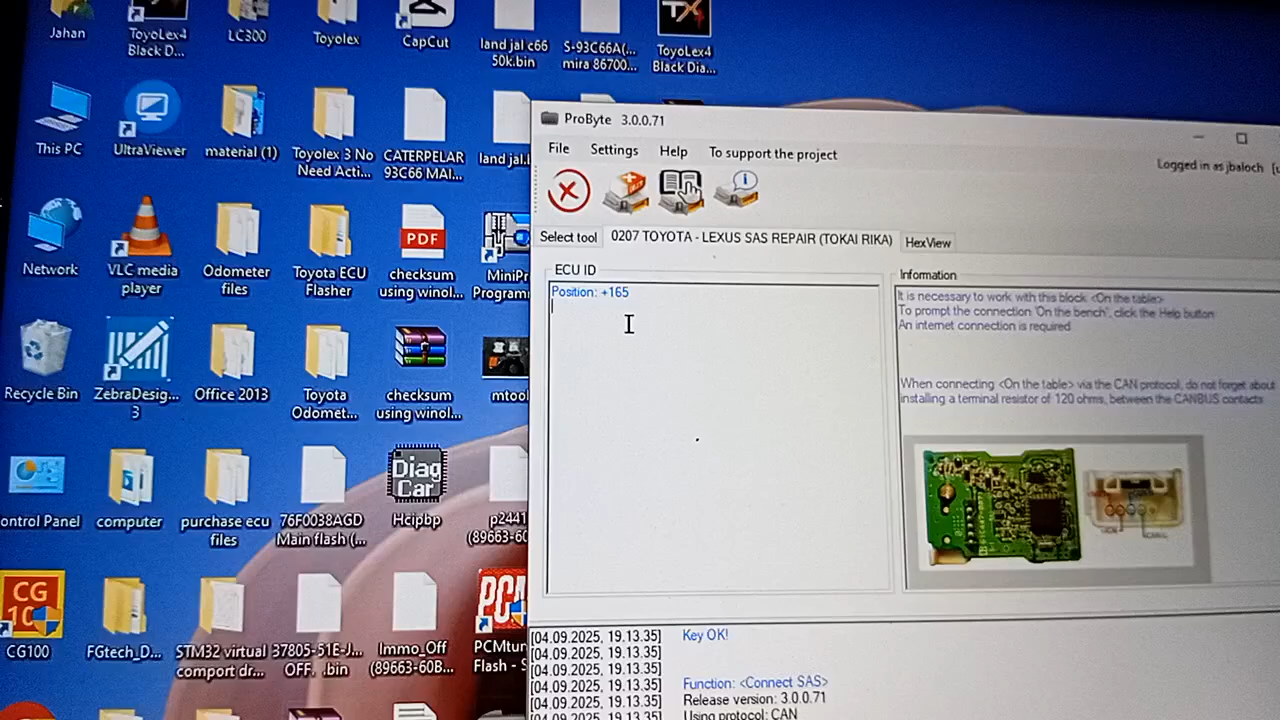 Jahan
ToyoLex4
Black D...
LC300
Toyolex
CapCut
land jal c66
50k.bin
S-93C66A(...
mira 86700...
ToyoLex4
Black Dia...
TX
This PC
UltraViewer
material (1)
Toyolex 3 No
Need Acti...
CATERPELAR
93C66 MAI...
land jal.
Network
VLC media
player
Odometer
files
Toyota ECU
Flasher
PDF
checksum
using winol...
MiniPr
Programm
Recycle Bin
ZebraDesig...
3
Office 2013
Toyota
Odomet...
checksum
using winol...
mtool
ontrol Panel
computer
purchase ecu
files
76F0038AGD
Main flash (...
Diag
Car
Hcipbp
p2441
(89663-60
CG
CG100
FGtech_D...
STM32 virtual
comport dr...
37805-51E-J...
OFF. .bin
Immo_Off
(89663-60B...
PCM
PCMtun
Flash - S
ProByte 3.0.0.71
File Settings Help To support the project
Logged in as jbaloch
Select tool 0207 TOYOTA - LEXUS SAS REPAIR (TOKAI RIKA) HexView
ECU ID
Position: +165
Information
It is necessary to work with this block <On the table>
To prompt the connection 'On the bench', click the Help button
An internet connection is required
When connecting <On the table> via the CAN protocol, do not forget about
installing a terminal resistor of 120 ohms, between the CANBUS contacts
[04.09.2025, 19.13.35] Key OK!
[04.09.2025, 19.13.35]
[04.09.2025, 19.13.35]
[04.09.2025, 19.13.35] Function: <Connect SAS>
[04.09.2025, 19.13.35] Release version: 3.0.0.71
[04.09.2025, 19.13.35] Using protocol: CAN